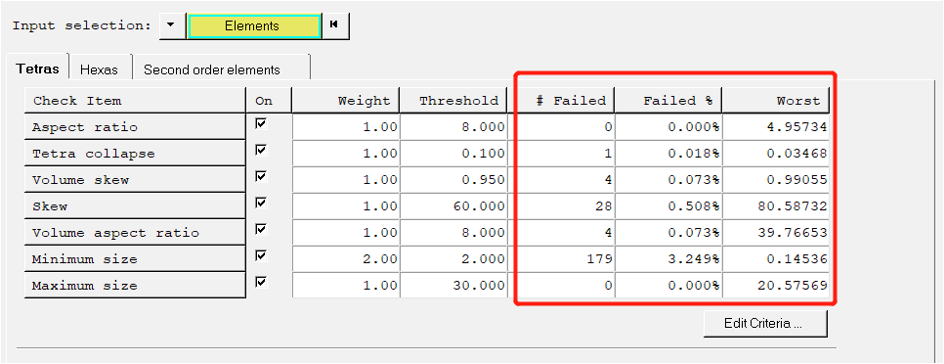 Input selection: Elements
Tetras Hexas Second order elements
Check Item On Weight Threshold # Failed Failed % Worst
Aspect ratio 1.00 8.000 0 0.000% 4.95734
Tetra collapse 1.00 0.100 1 0.018% 0.03468
Volume skew 1.00 0.950 4 0.073% 0.99055
Skew 1.00 60.000 28 0.508% 80.58732
Volume aspect ratio 1.00 8.000 4 0.073% 39.76653
Minimum size 2.00 2.000 179 3.249% 0.14536
Maximum size 1.00 30.000 0 0.000% 20.57569
Edit Criteria ...